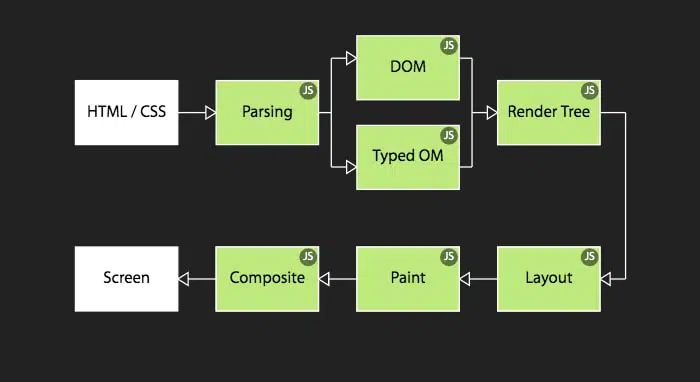 JS
DOM
HTML / CSS
JS
Parsing
JS
Typed OM
JS
Render Tree
Screen
JS
Composite
JS
Paint
JS
Layout